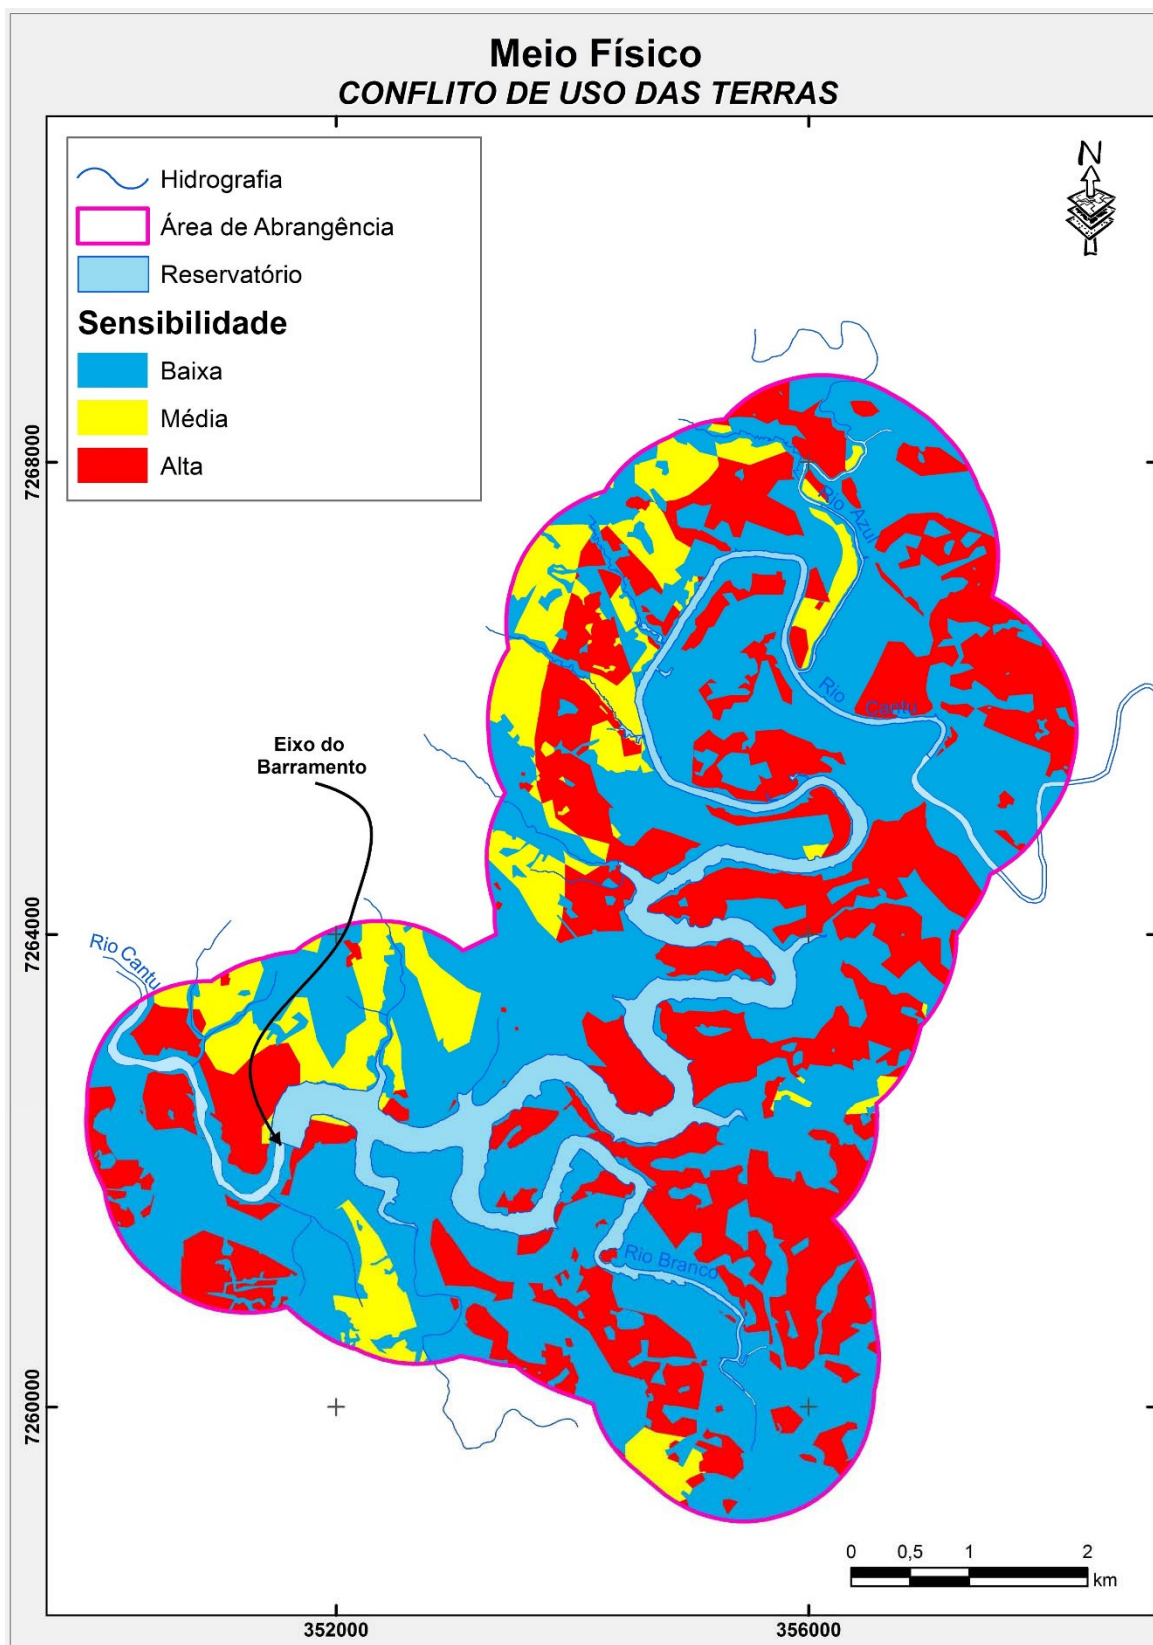 Meio Físico
CONFLITO DE USO DAS TERRAS
Hidrografia
Área de Abrangência
Reservatório
Sensibilidade
Baixa
Média
Alta
N
7268000
Rio Azul
Rio Cantu
Eixo do
Barramento
7264000
Rio Cantu
Rio Branco
7260000
0 0,5 1 2
km
352000 356000